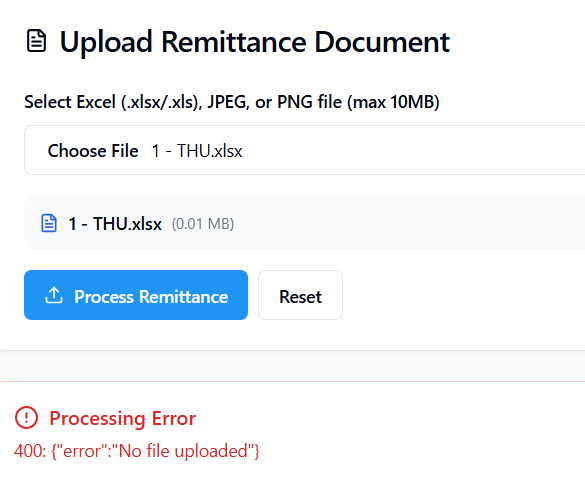 Upload Remittance Document
Select Excel (.xlsx/.xls), JPEG, or PNG file (max 10MB)
Choose File 1 - THU.xlsx
1 - THU.xlsx (0.01 MB)
Process Remittance Reset
Processing Error
400: {"error":"No file uploaded"}